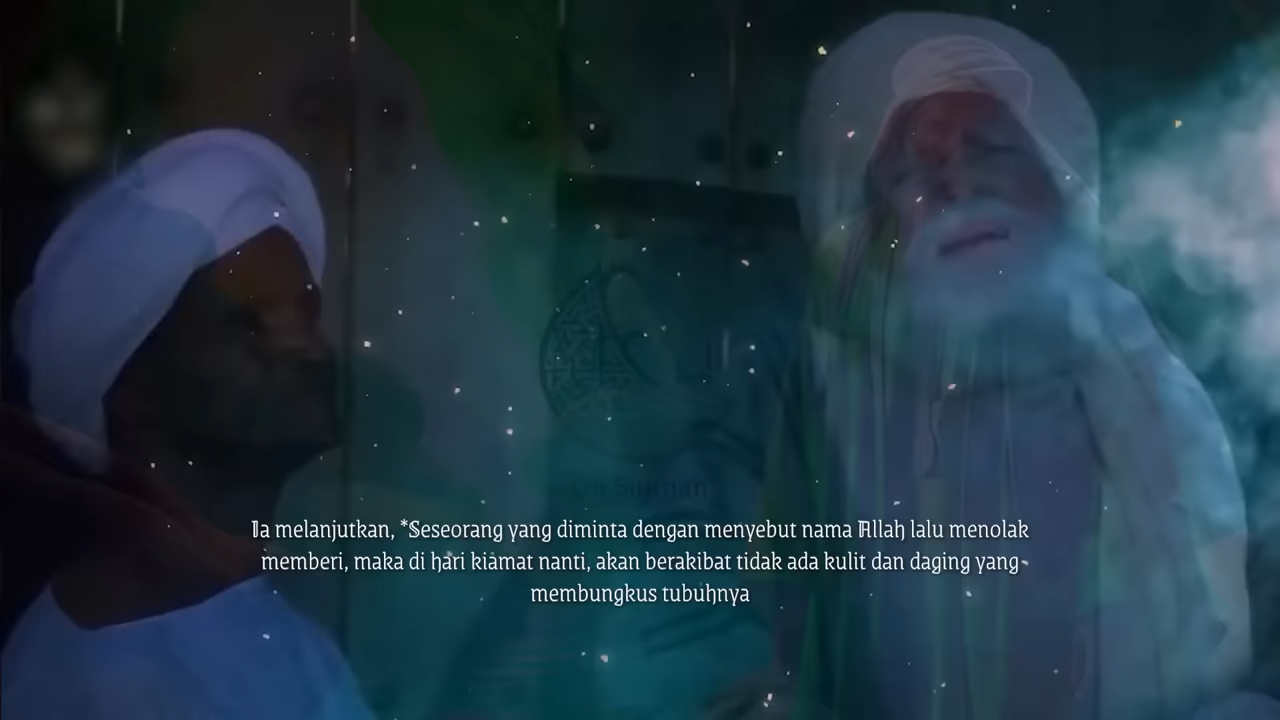 Ia melanjutkan, *Seseorang yang diminta dengan menyebut nama Allah lalu menolak
memberi, maka di hari kiamat nanti, akan berakibat tidak ada kulit dan daging yang
membungkus tubuhnya